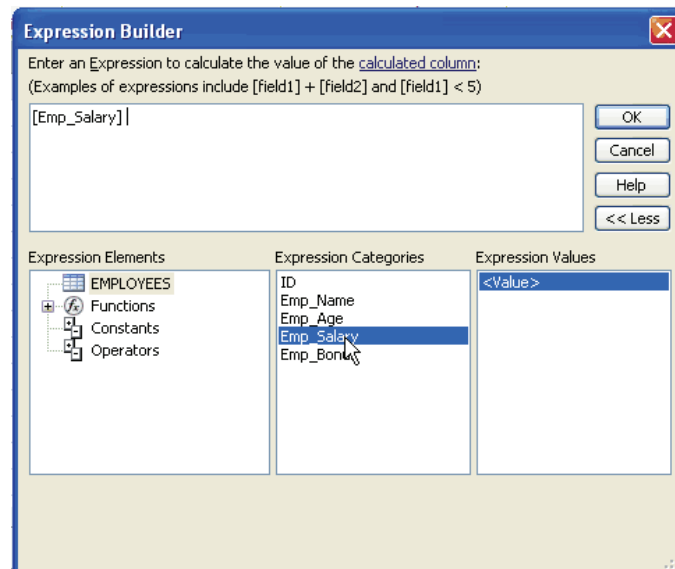 Expression Builder
Enter an Expression to calculate the value of the calculated column:
(Examples of expressions include [field1] + [field2] and [field1] < 5)
[Emp_Salary]
OK
Cancel
Help
<< Less
Expression Elements
EMPLOYEES
Functions
Constants
Operators
Expression Categories
ID
Emp_Name
Emp_Age
Emp_Salary
Emp_Bonus
Expression Values
<Value>